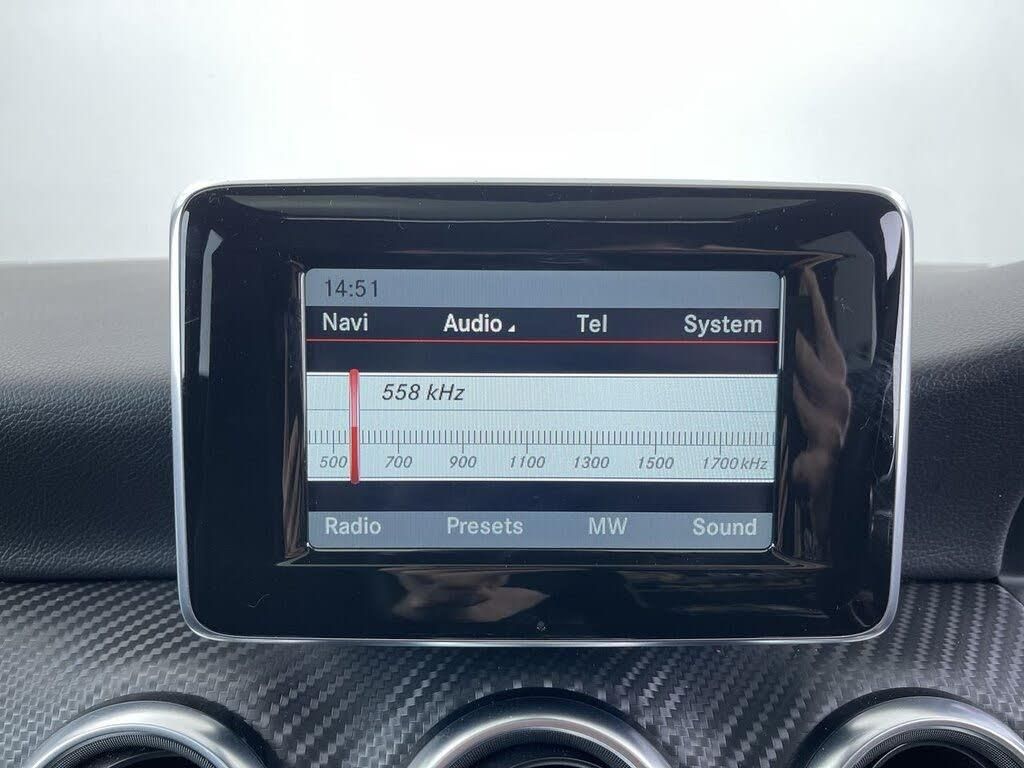 14:51
Navi Audio Tel System
558 kHz
500 700 900 1100 1300 1500 1700 kHz
Radio Presets MW Sound